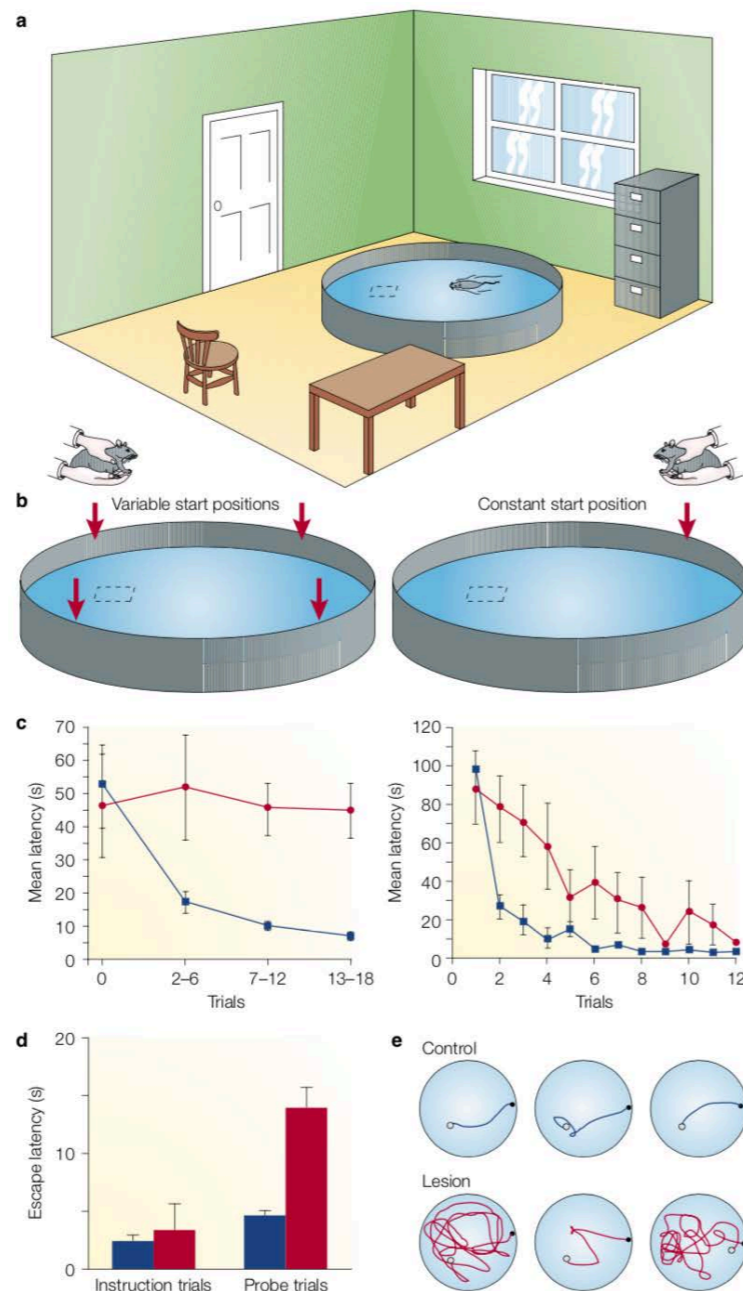 a
b
Variable start positions
Constant start position
c
Mean latency (s)
70
60
50
40
30
20
10
0
0
2–6
7–12
13–18
Trials
Mean latency (s)
120
100
80
60
40
20
0
0
2
4
6
8
10
12
Trials
d
Escape latency (s)
20
10
0
Instruction trials
Probe trials
e
Control
Lesion